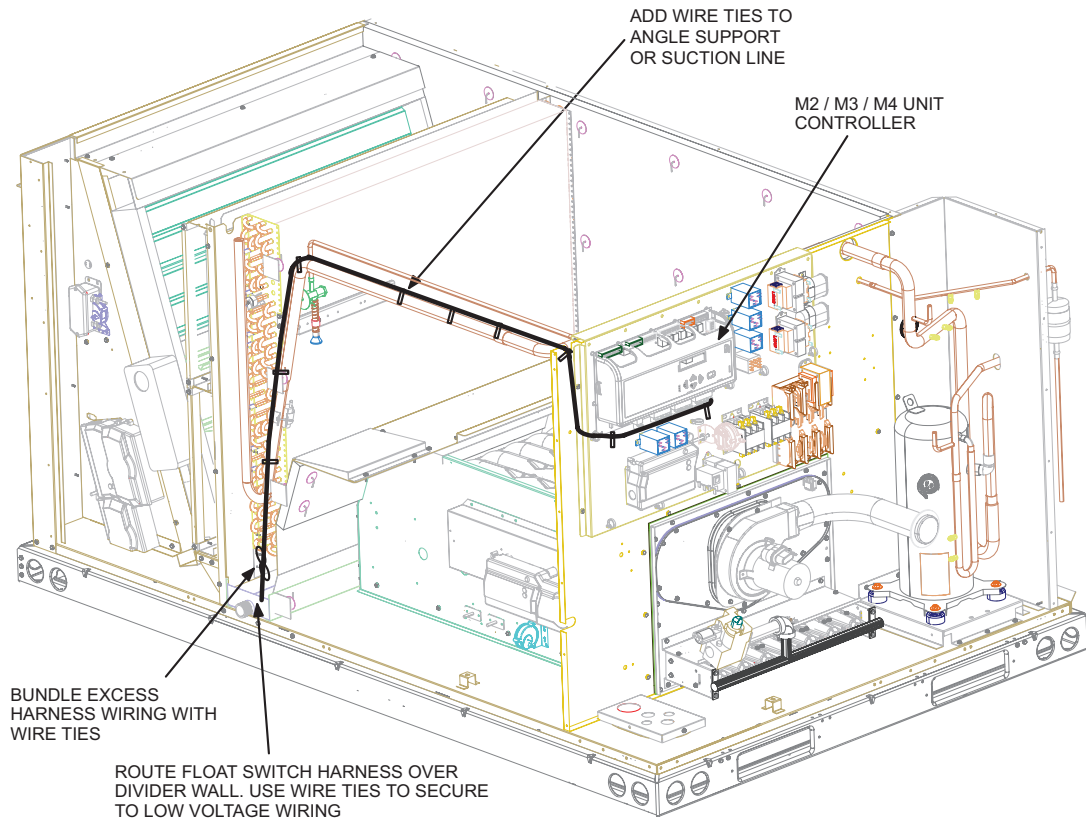 ADD WIRE TIES TO
ANGLE SUPPORT
OR SUCTION LINE
M2 / M3 / M4 UNIT
CONTROLLER
BUNDLE EXCESS
HARNESS WIRING WITH
WIRE TIES
ROUTE FLOAT SWITCH HARNESS OVER
DIVIDER WALL. USE WIRE TIES TO SECURE
TO LOW VOLTAGE WIRING